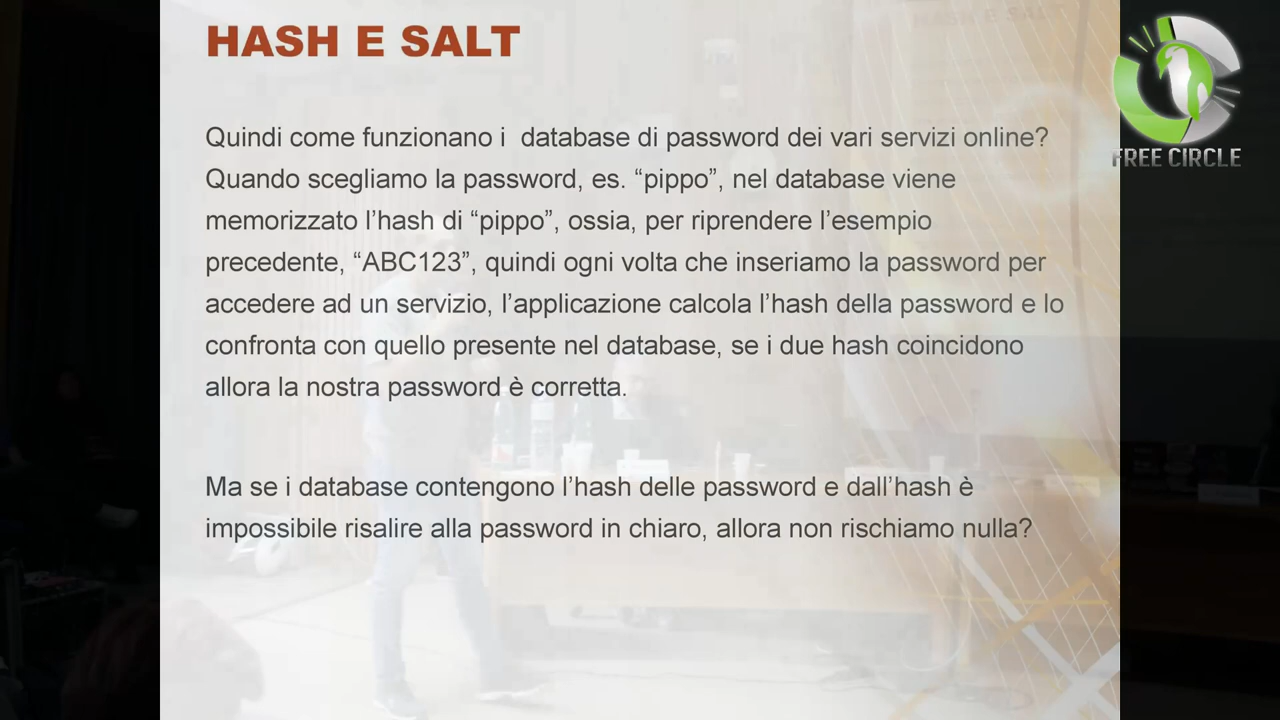 HASH E SALT
Quindi come funzionano i  database di password dei vari servizi online?
Quando scegliamo la password, es. “pippo”, nel database viene
memorizzato l’hash di “pippo”, ossia, per riprendere l’esempio
precedente, “ABC123”, quindi ogni volta che inseriamo la password per
accedere ad un servizio, l’applicazione calcola l’hash della password e lo
confronta con quello presente nel database, se i due hash coincidono
allora la nostra password è corretta.
Ma se i database contengono l’hash delle password e dall’hash è
impossibile risalire alla password in chiaro, allora non rischiamo nulla?
FREE CIRCLE